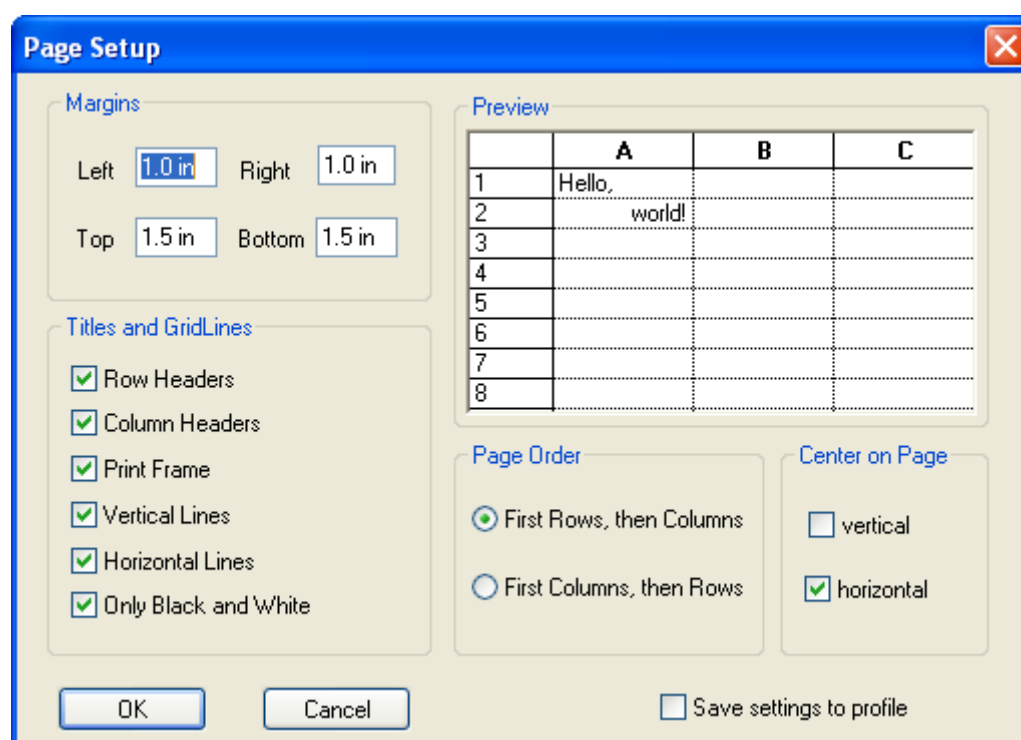 Page Setup
Margins
Left 1.0 in Right 1.0 in
Top 1.5 in Bottom 1.5 in
Titles and GridLines
Row Headers
Column Headers
Print Frame
Vertical Lines
Horizontal Lines
Only Black and White
Preview
A B C
1 Hello,
2 world!
3
4
5
6
7
8
Page Order
First Rows, then Columns
First Columns, then Rows
Center on Page
vertical
horizontal
OK Cancel
Save settings to profile